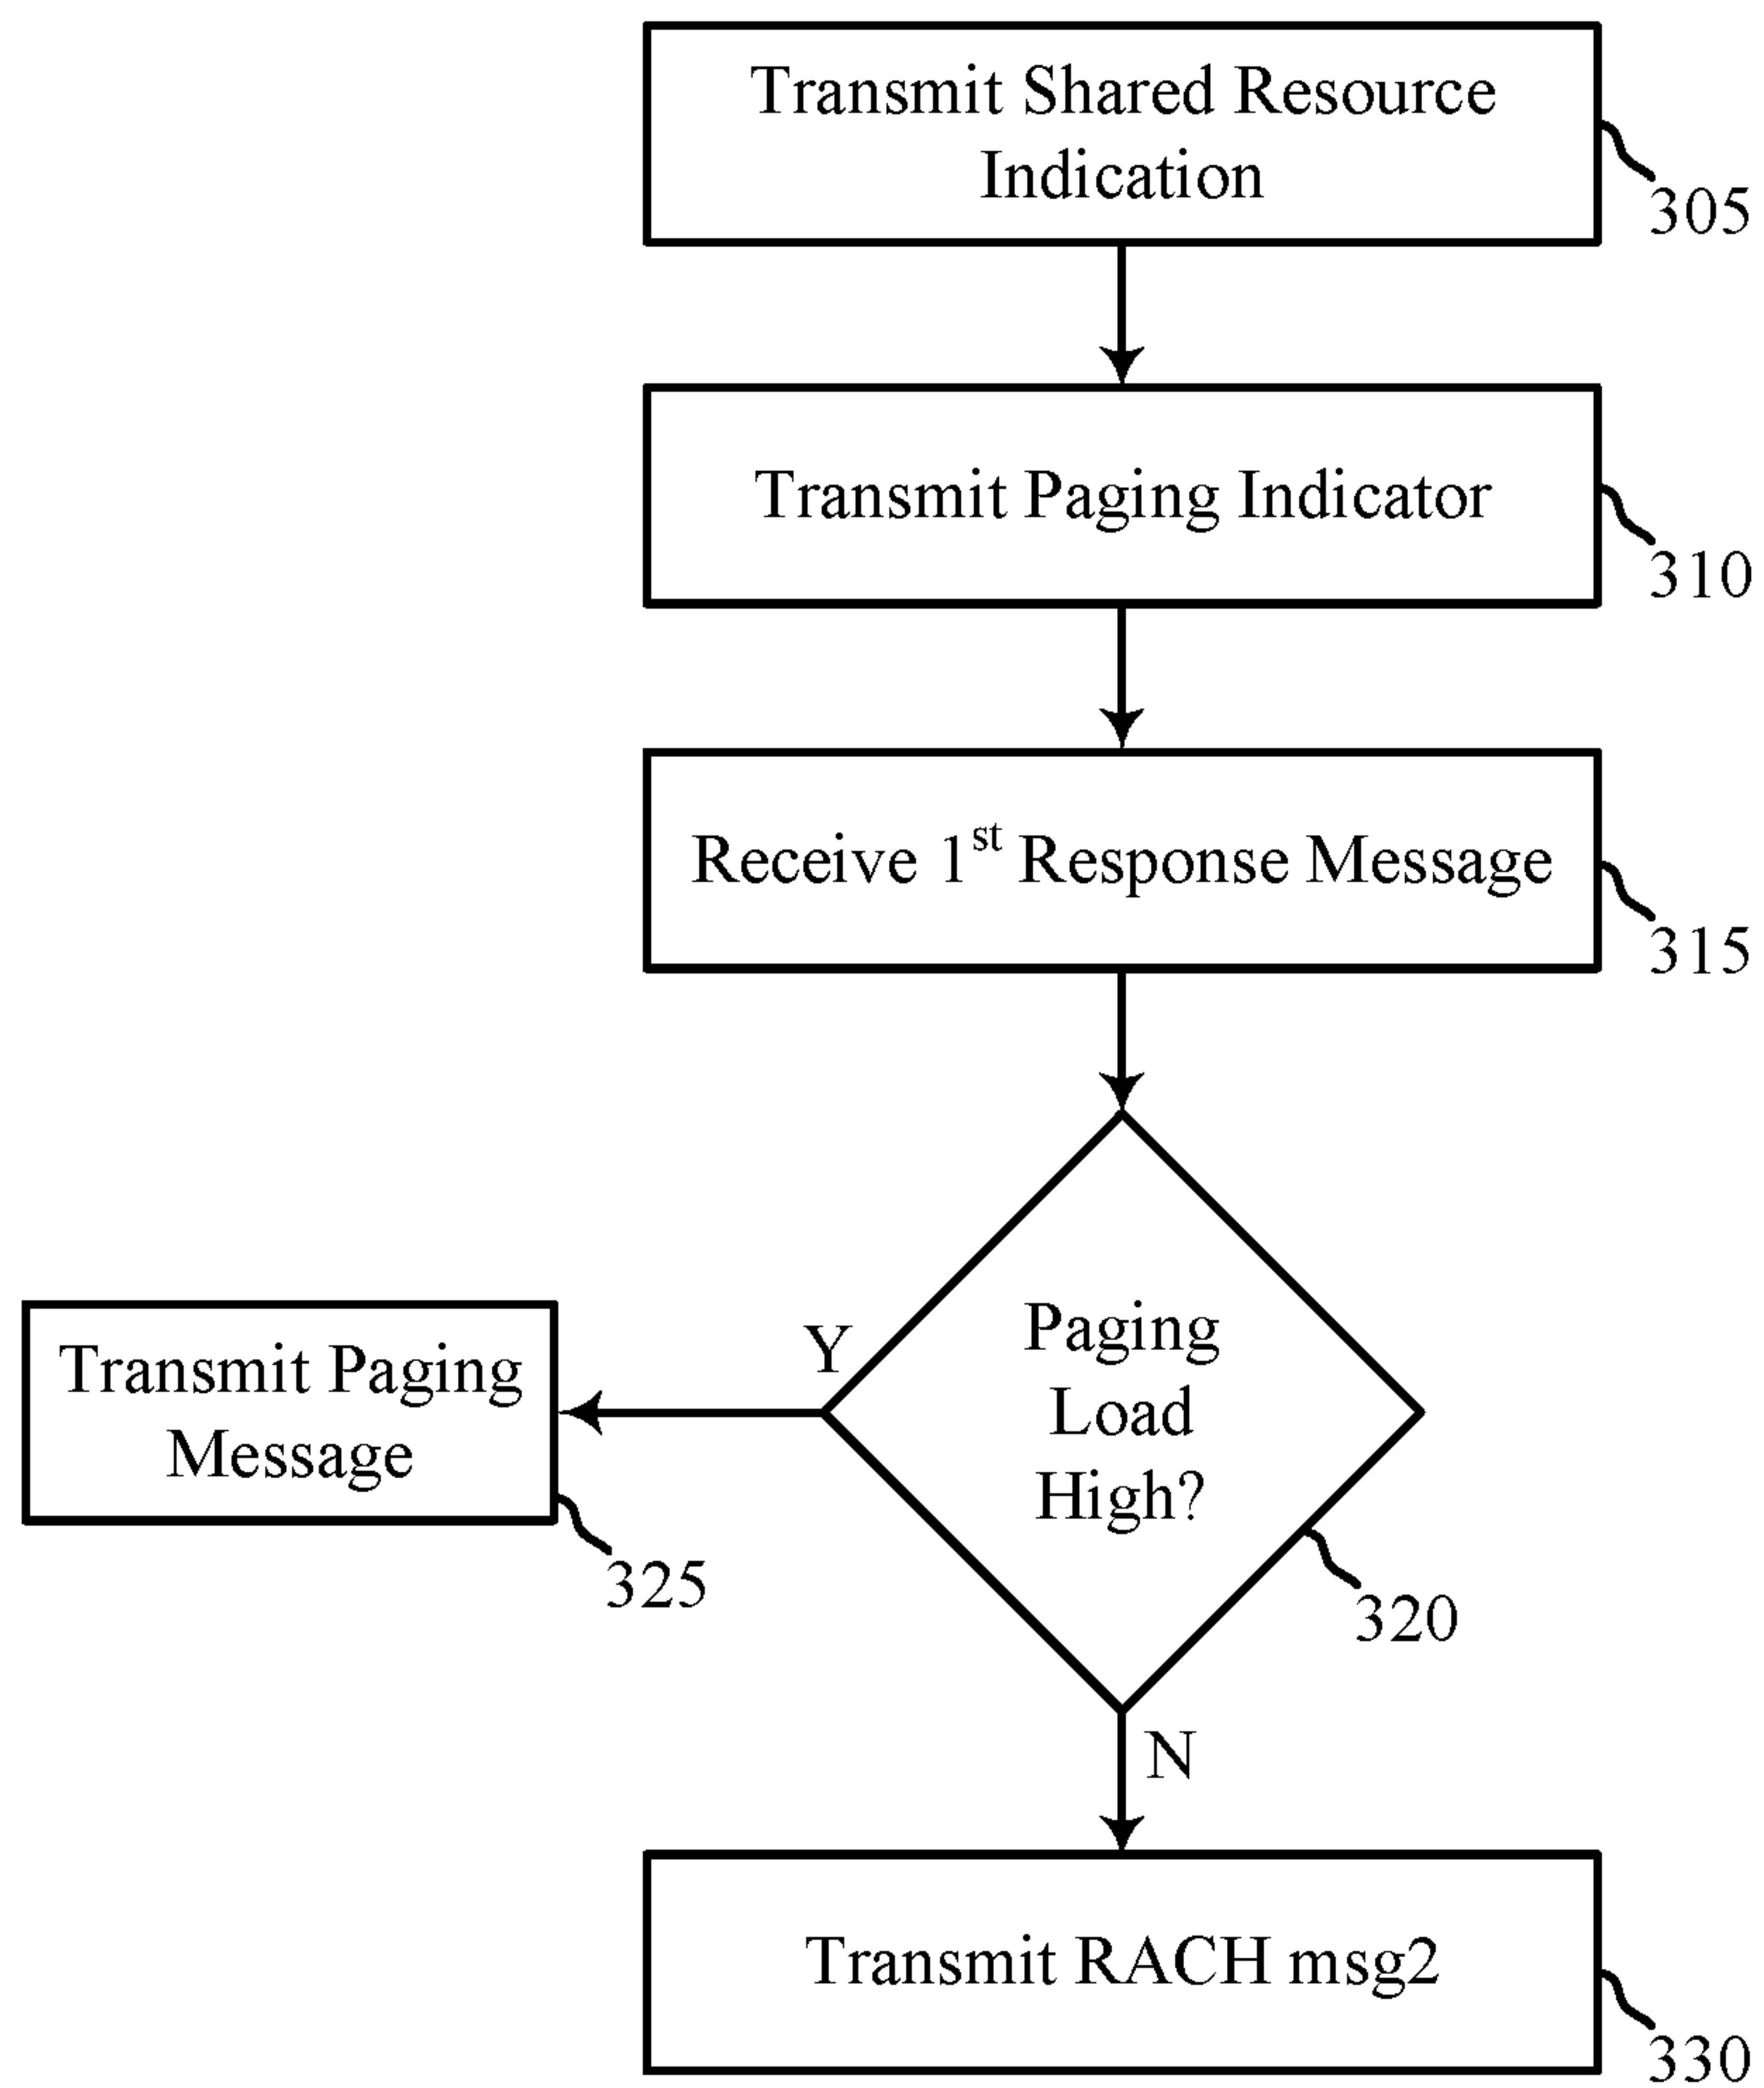 Transmit Shared Resource
Indication
305
Transmit Paging Indicator
310
Receive 1st Response Message
315
Paging
Load
High?
320
Y
Transmit Paging
Message
325
N
Transmit RACH msg2
330